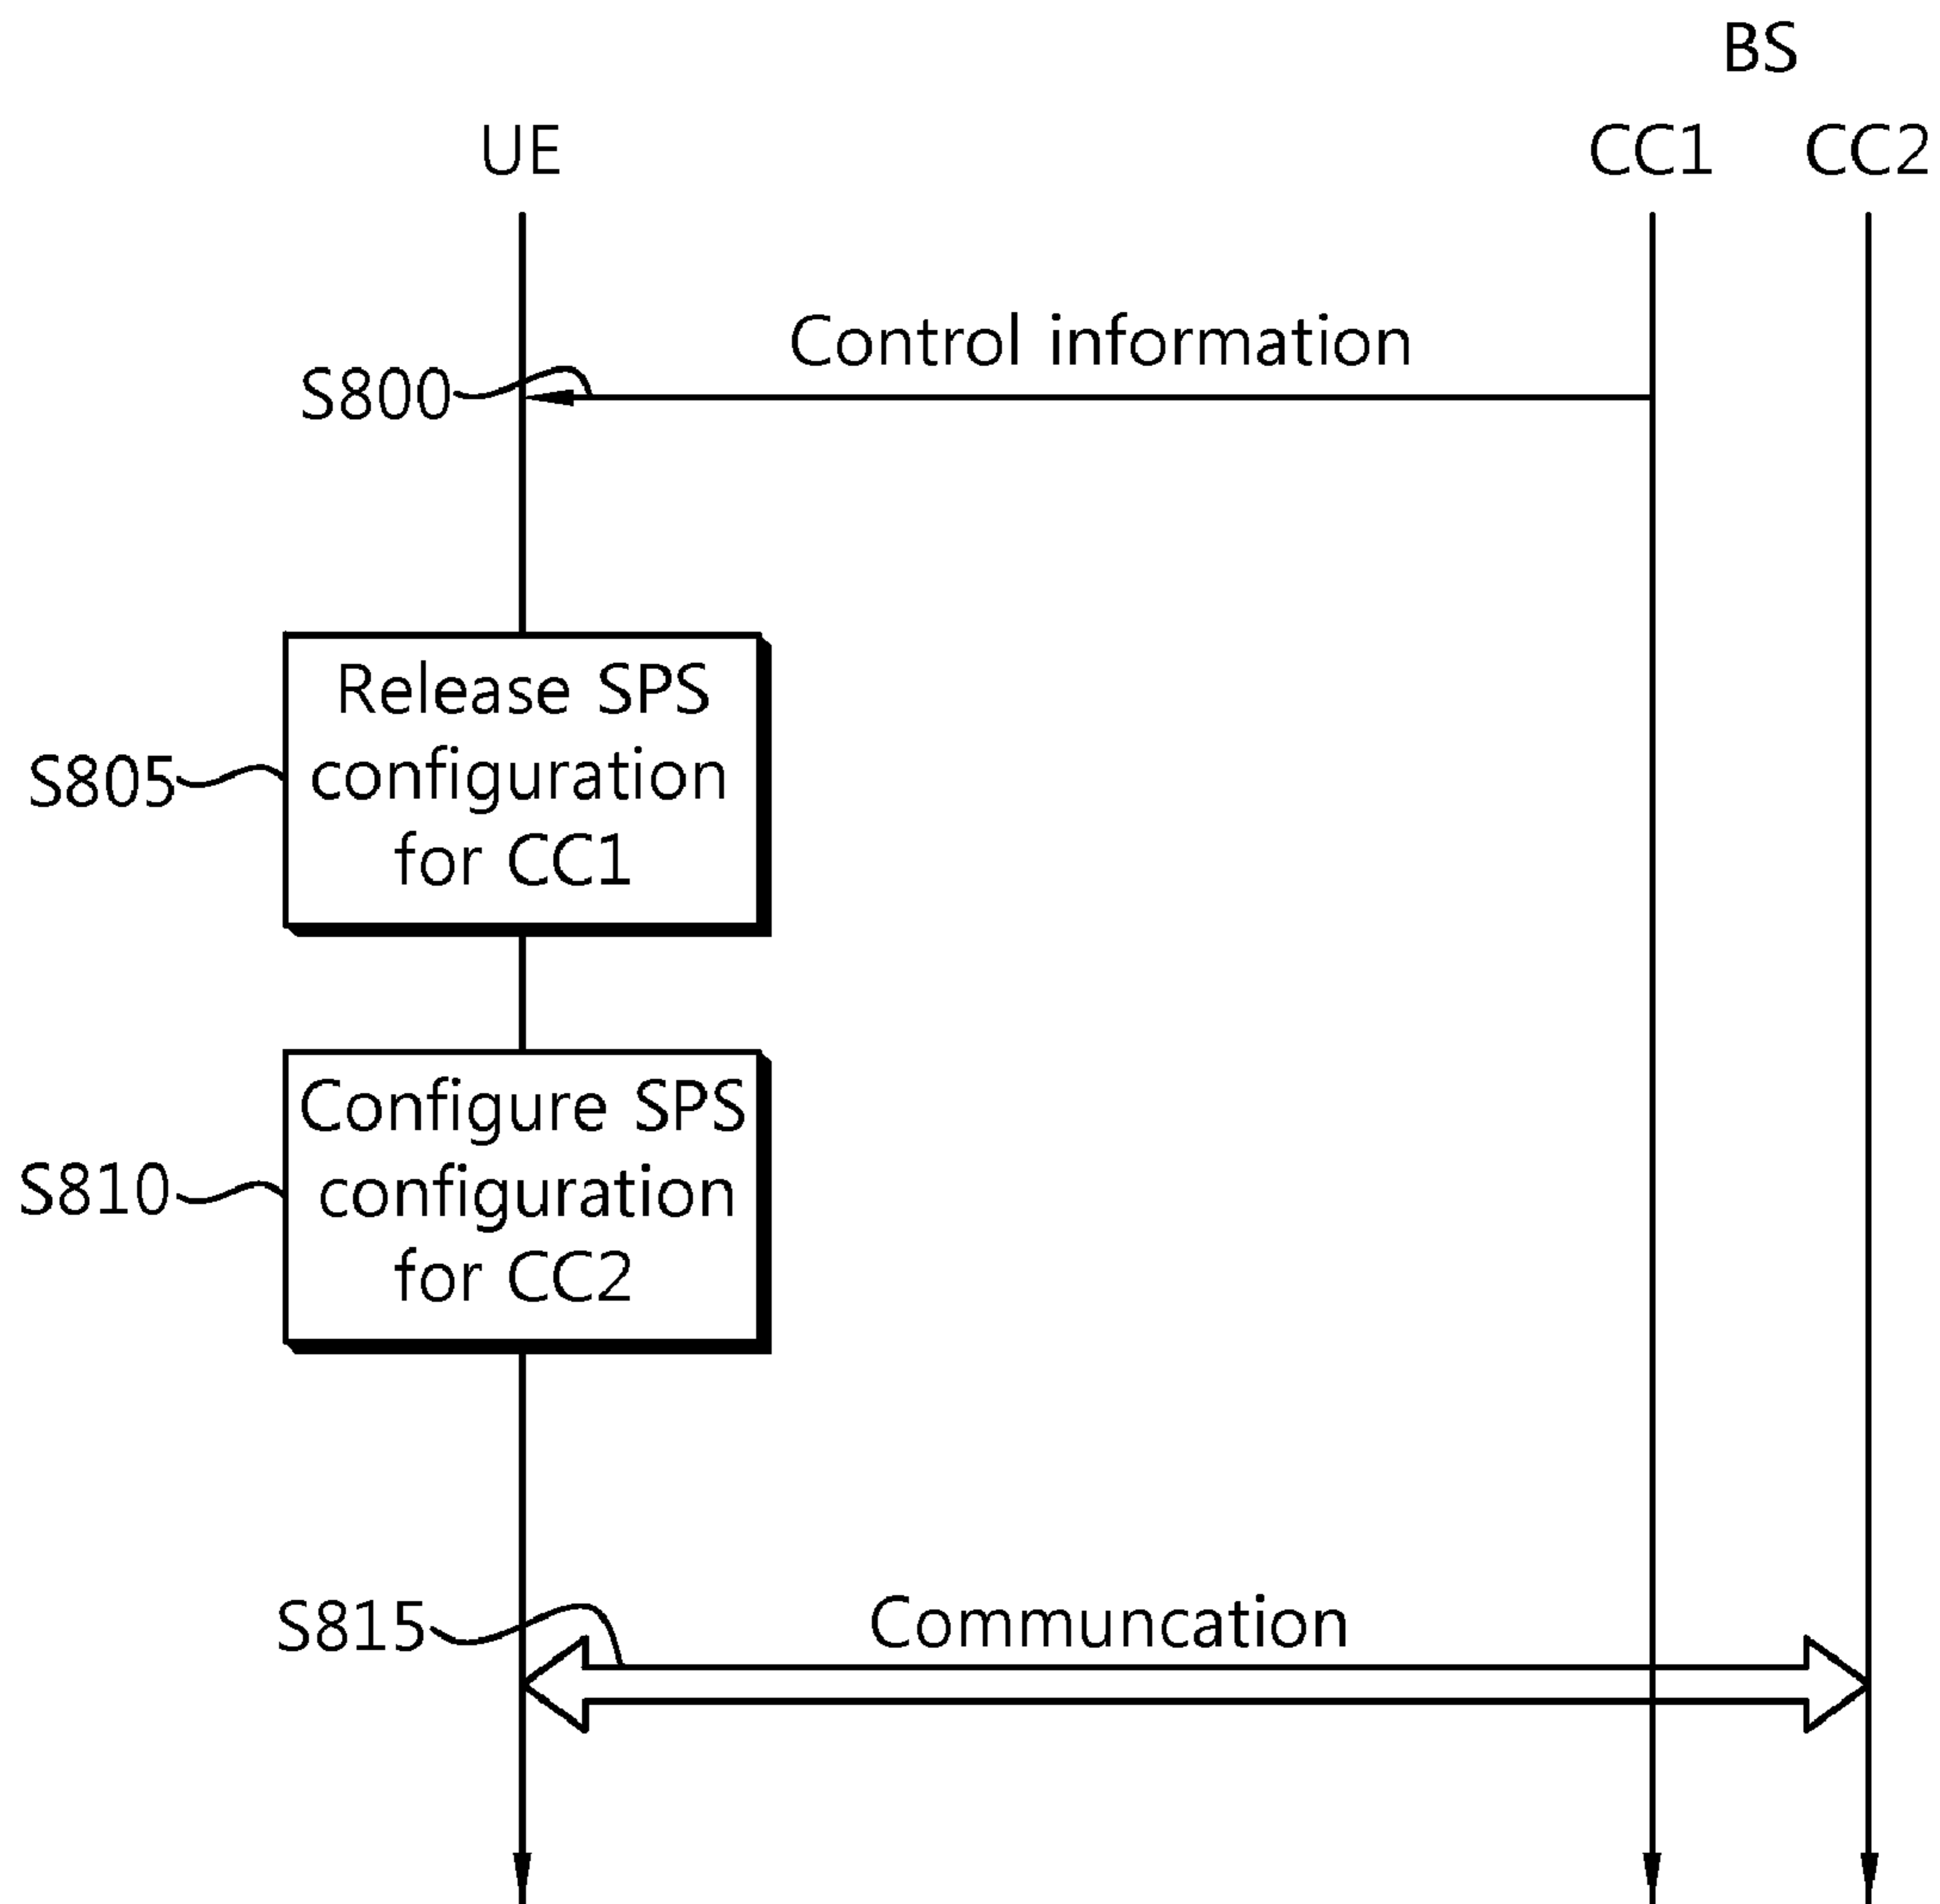 BS
UE
CC1
CC2
Control information
S800
Release SPS
configuration
for CC1
S805
Configure SPS
configuration
for CC2
S810
Communcation
S815